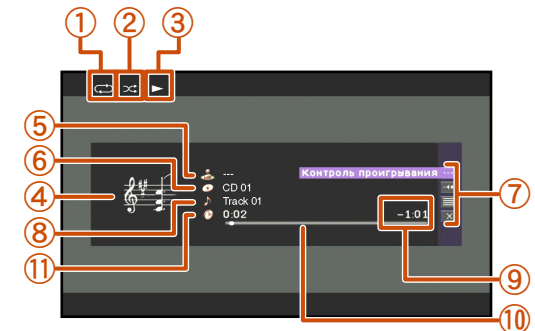 ① ② ③
⑤ --- Контроль проигрывания ...
⑥ CD 01
④ ⑦
⑧ Track 01
⑪ 0:02 −1:01
⑨
⑩